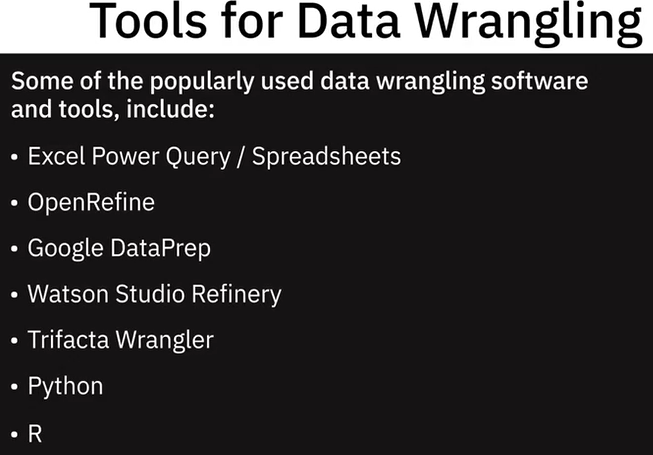 Tools for Data Wrangling
Some of the popularly used data wrangling software
and tools, include:
• Excel Power Query / Spreadsheets
• OpenRefine
• Google DataPrep
• Watson Studio Refinery
• Trifacta Wrangler
• Python
• R